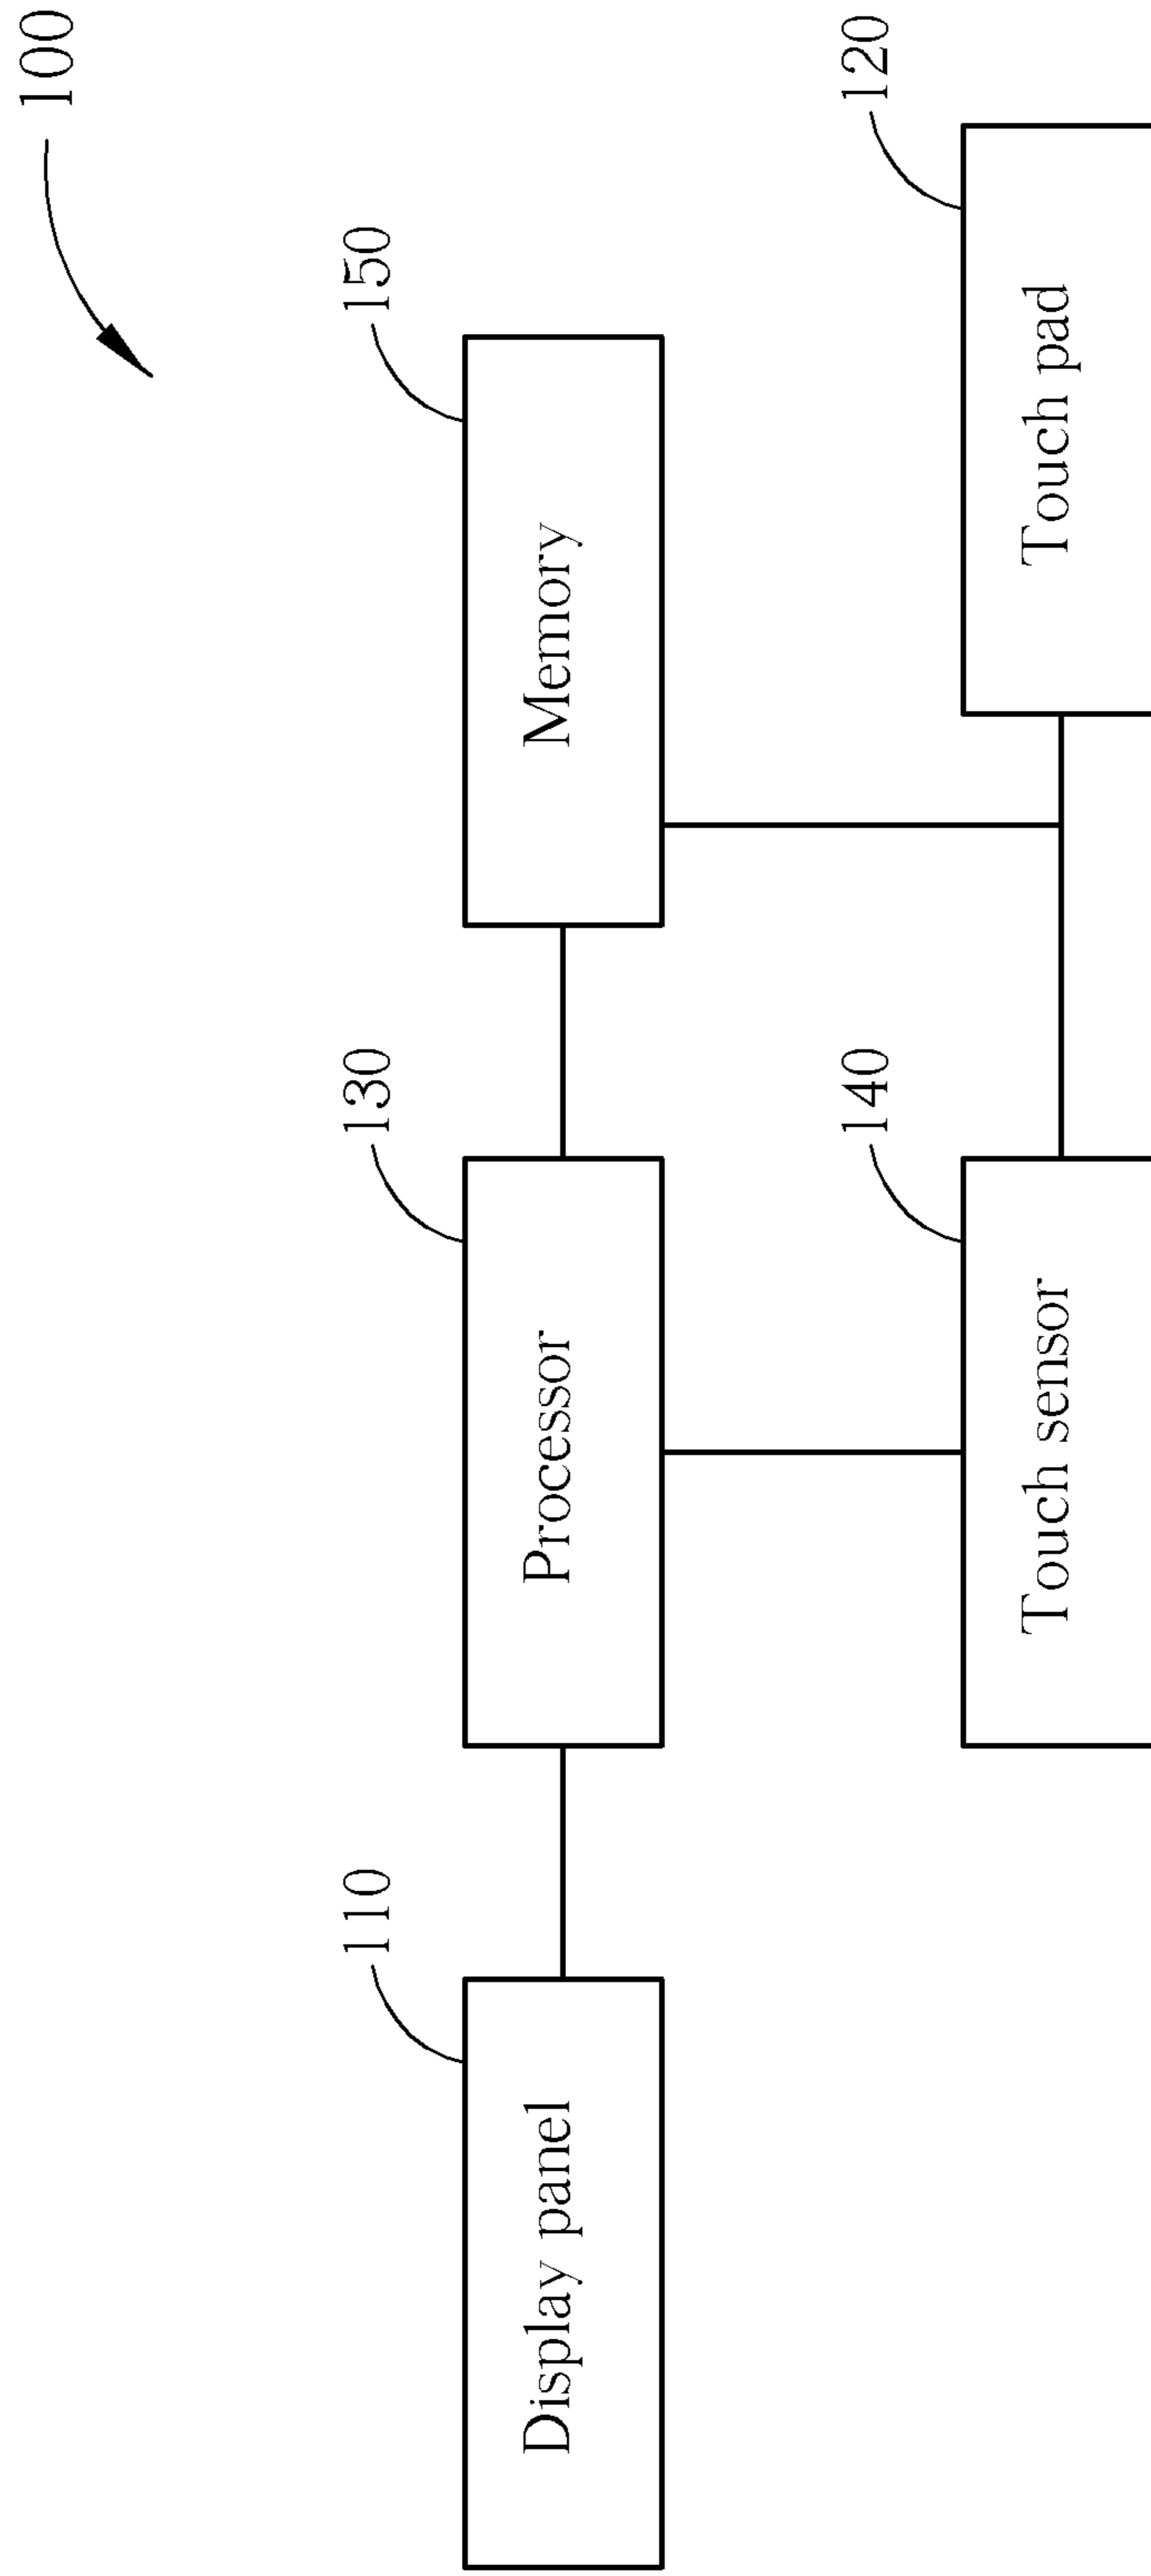 100
110
130
150
Display panel
Processor
Memory
140
120
Touch sensor
Touch pad